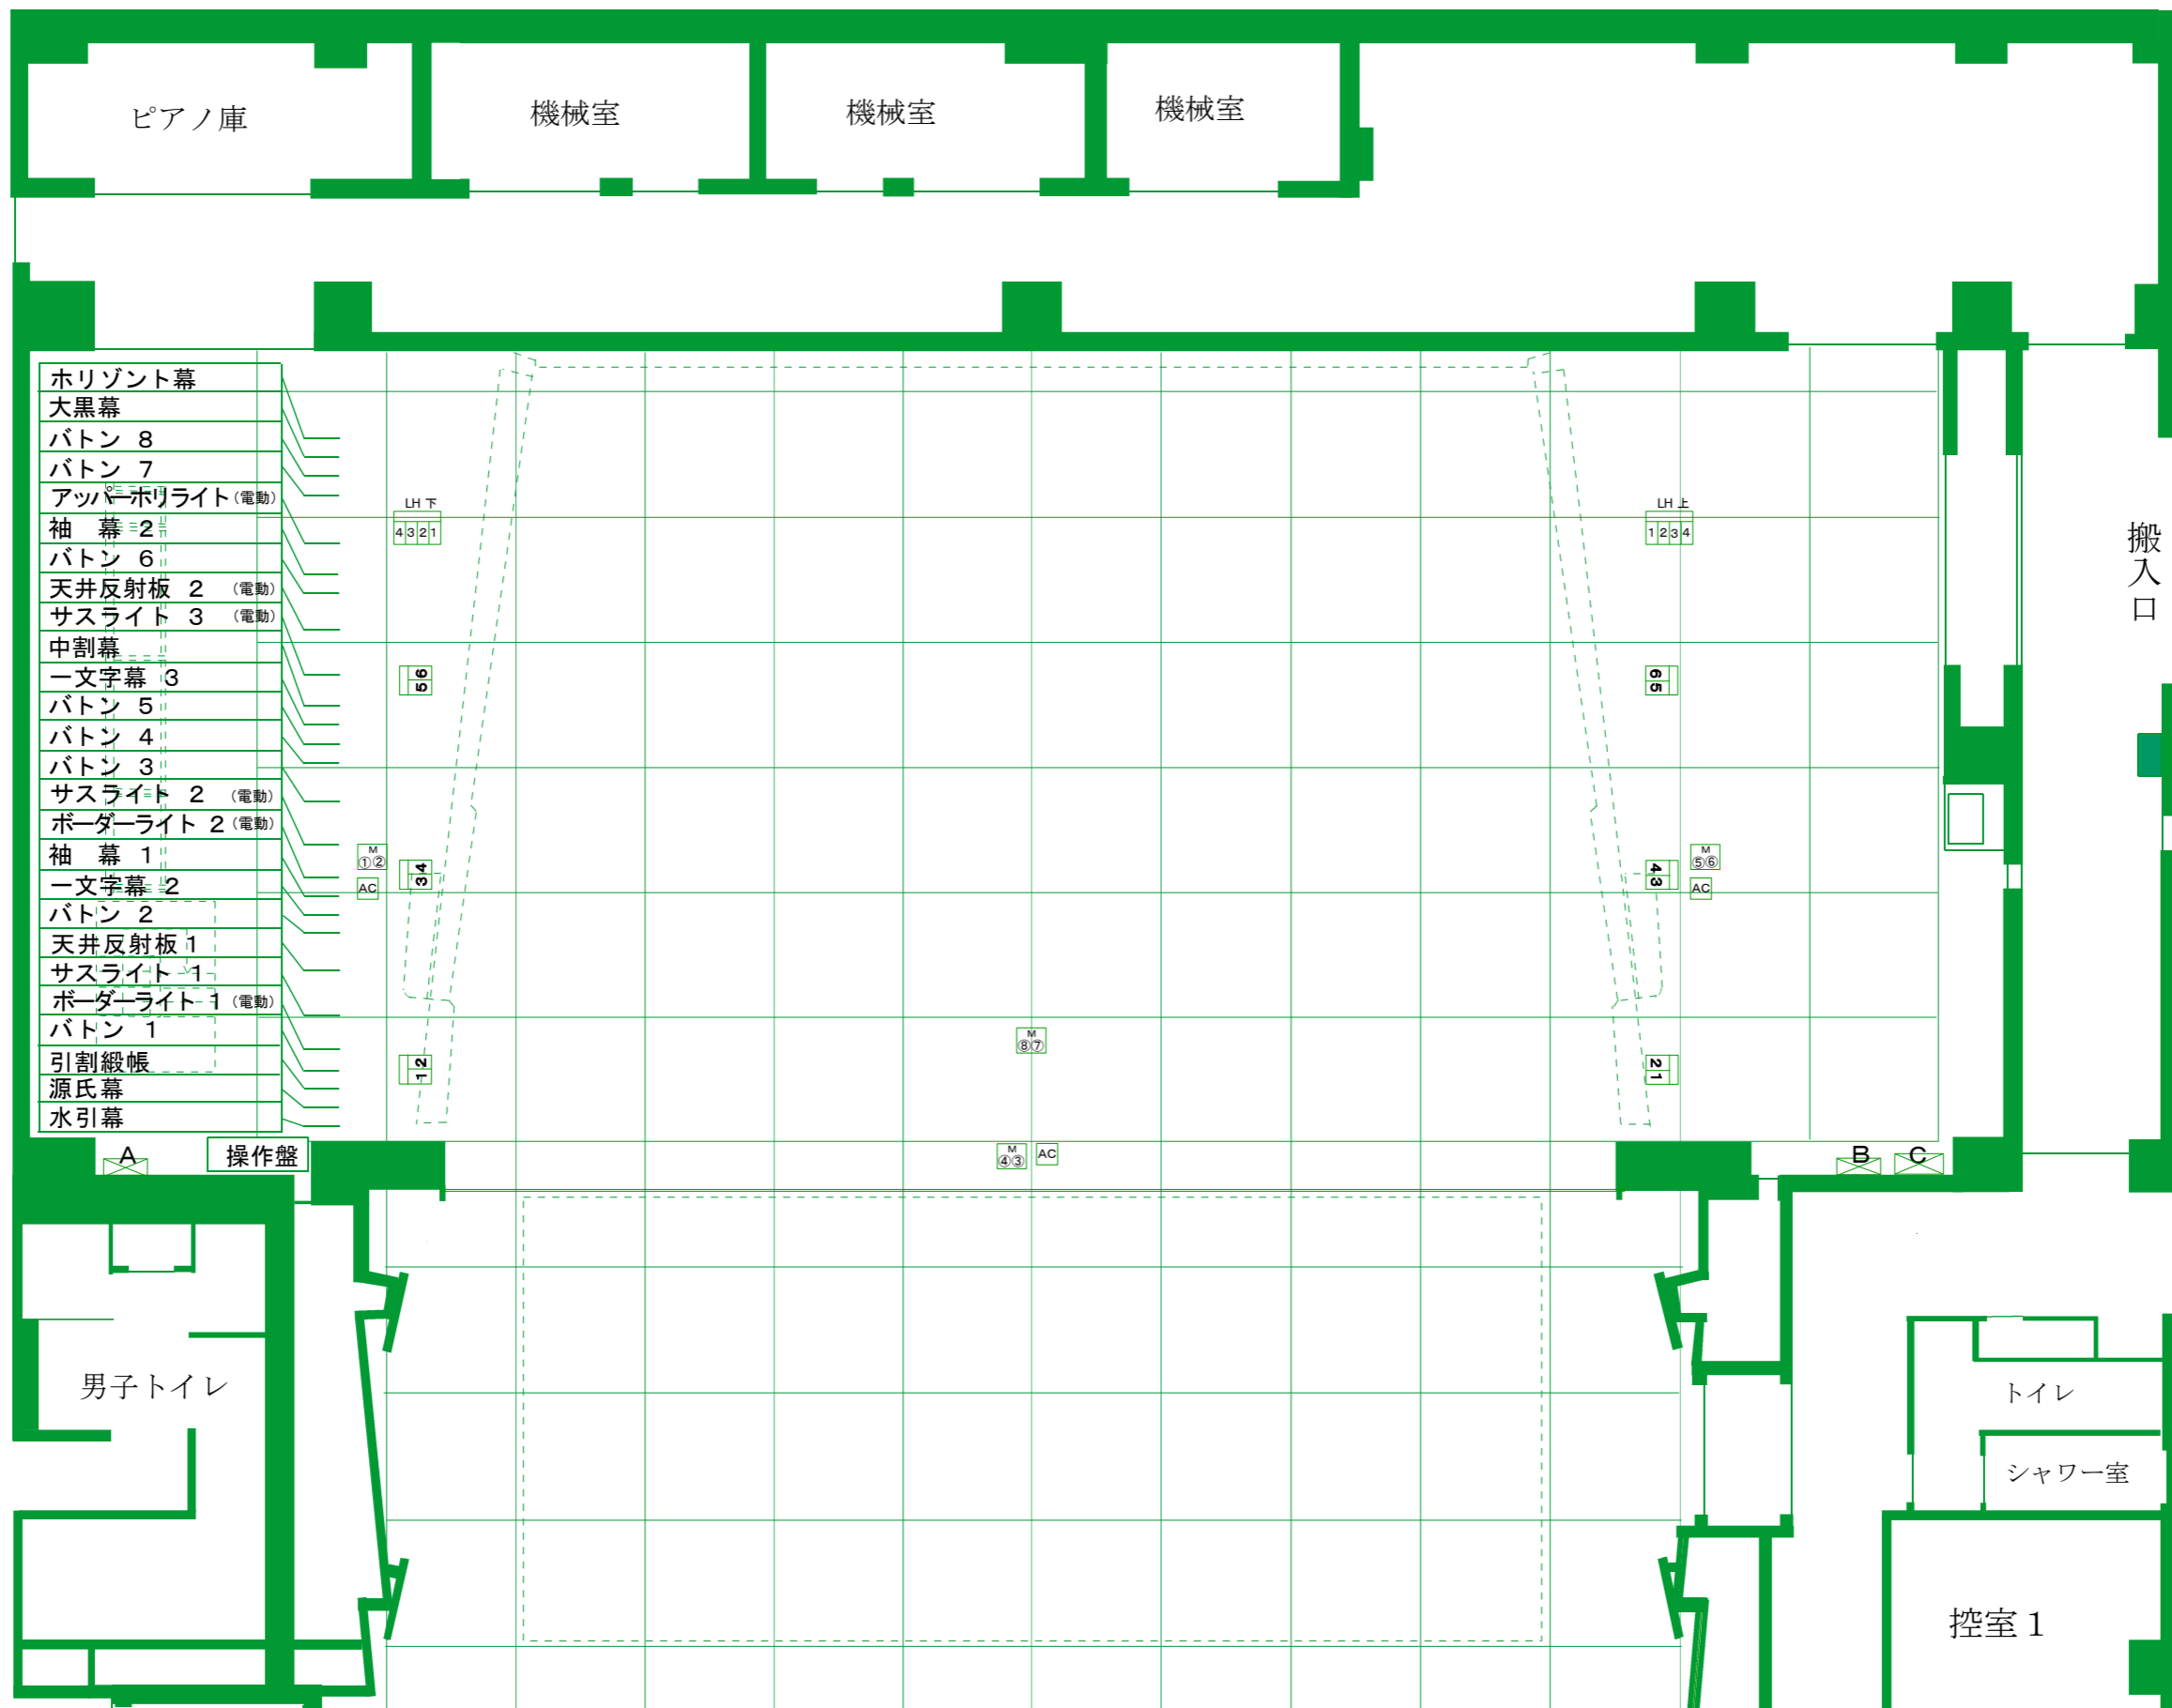 ピアノ庫
機械室
機械室
機械室
ホリゾント幕
大黒幕
バトン 8
バトン 7
アッパーホリライト(電動)
袖 幕 2
バトン 6
天井反射板 2 (電動)
サスライト 3 (電動)
中割幕
一文字幕 3
バトン 5
バトン 4
バトン 3
サスライト 2 (電動)
ボーダーライト 2(電動)
袖 幕 1
一文字幕 2
バトン 2
天井反射板1
サスライト 1
ボーダーライト 1(電動)
バトン 1
引割緞帳
源氏幕
水引幕
LH 下
4 3 2 1
LH 上
1 2 3 4
搬入口
5 6
6 5
M
①②
AC
3 4
4 3
M
⑤⑥
AC
1 2
M
⑧⑦
2 1
A
操作盤
M
④③
AC
B
C
男子トイレ
トイレ
シャワー室
控室1